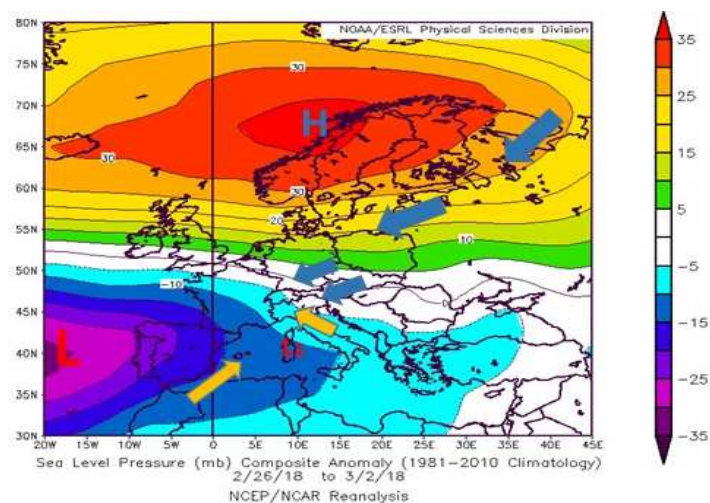 NOAA/ESRL Physical Sciences Division
80N
75N
70N
65N
60N
55N
50N
45N
40N
35N
30N
20W
15W
10W
5W
0
5E
10E
15E
20E
25E
30E
35E
40E
45E
30
H
30
30
20
10
-10
0
L
L
35
25
15
5
-5
-15
-25
-35
Sea Level Pressure (mb) Composite Anomaly (1981-2010 Climatology)
2/26/18 to 3/2/18
NCEP/NCAR Reanalysis